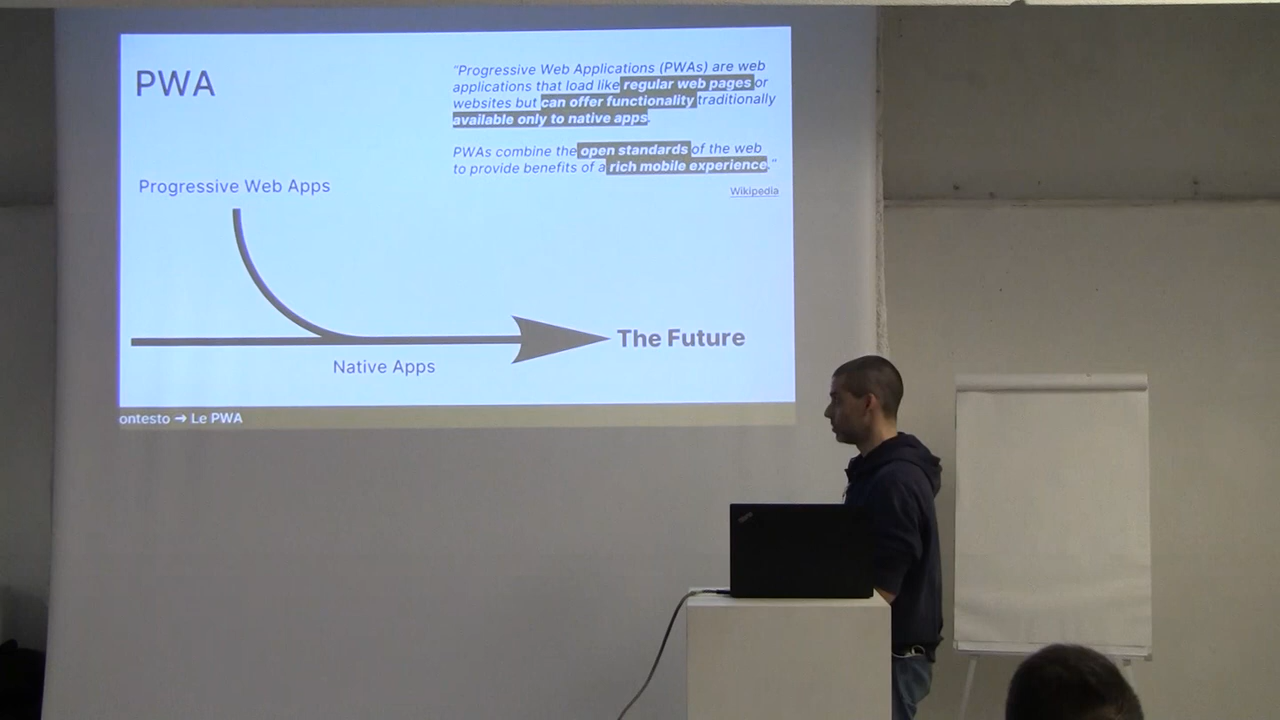 PWA
"Progressive Web Applications (PWAs) are web
applications that load like regular web pages or
websites but can offer functionality traditionally
available only to native apps.
PWAs combine the open standards of the web
to provide benefits of a rich mobile experience."
Wikipedia
Progressive Web Apps
The Future
Native Apps
ontesto → Le PWA